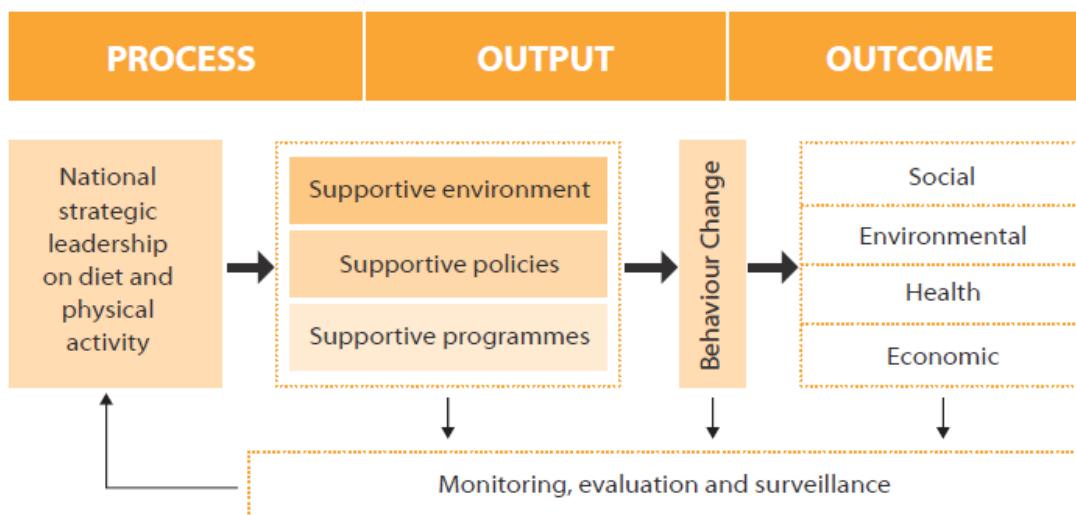 PROCESS
OUTPUT
OUTCOME
National
strategic
leadership
on diet and
physical
activity
Supportive environment
Supportive policies
Supportive programmes
Behaviour Change
Social
Environmental
Health
Economic
Monitoring, evaluation and surveillance